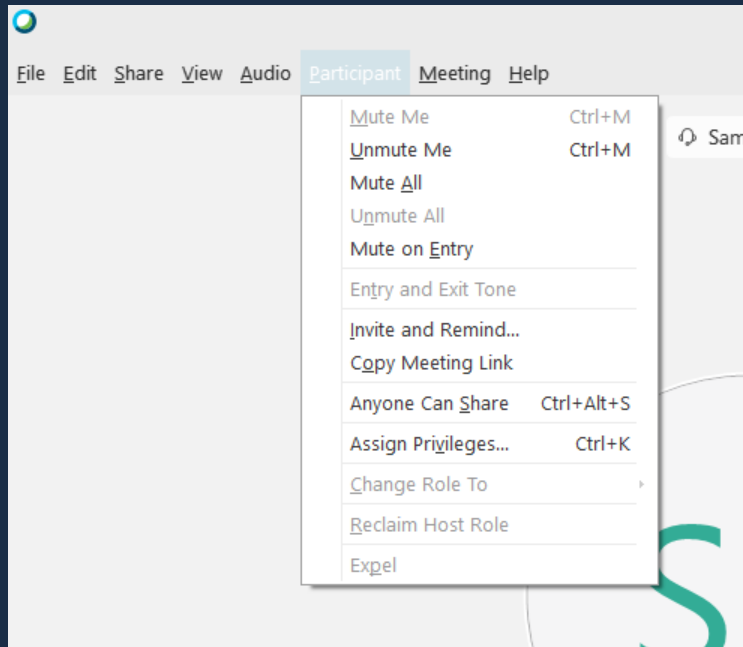 File Edit Share View Audio Participant Meeting Help
Mute Me Ctrl+M
Unmute Me Ctrl+M
Mute All
Unmute All
Mute on Entry
Entry and Exit Tone
Invite and Remind...
Copy Meeting Link
Anyone Can Share Ctrl+Alt+S
Assign Privileges... Ctrl+K
Change Role To
Reclaim Host Role
Expel
Sam
S